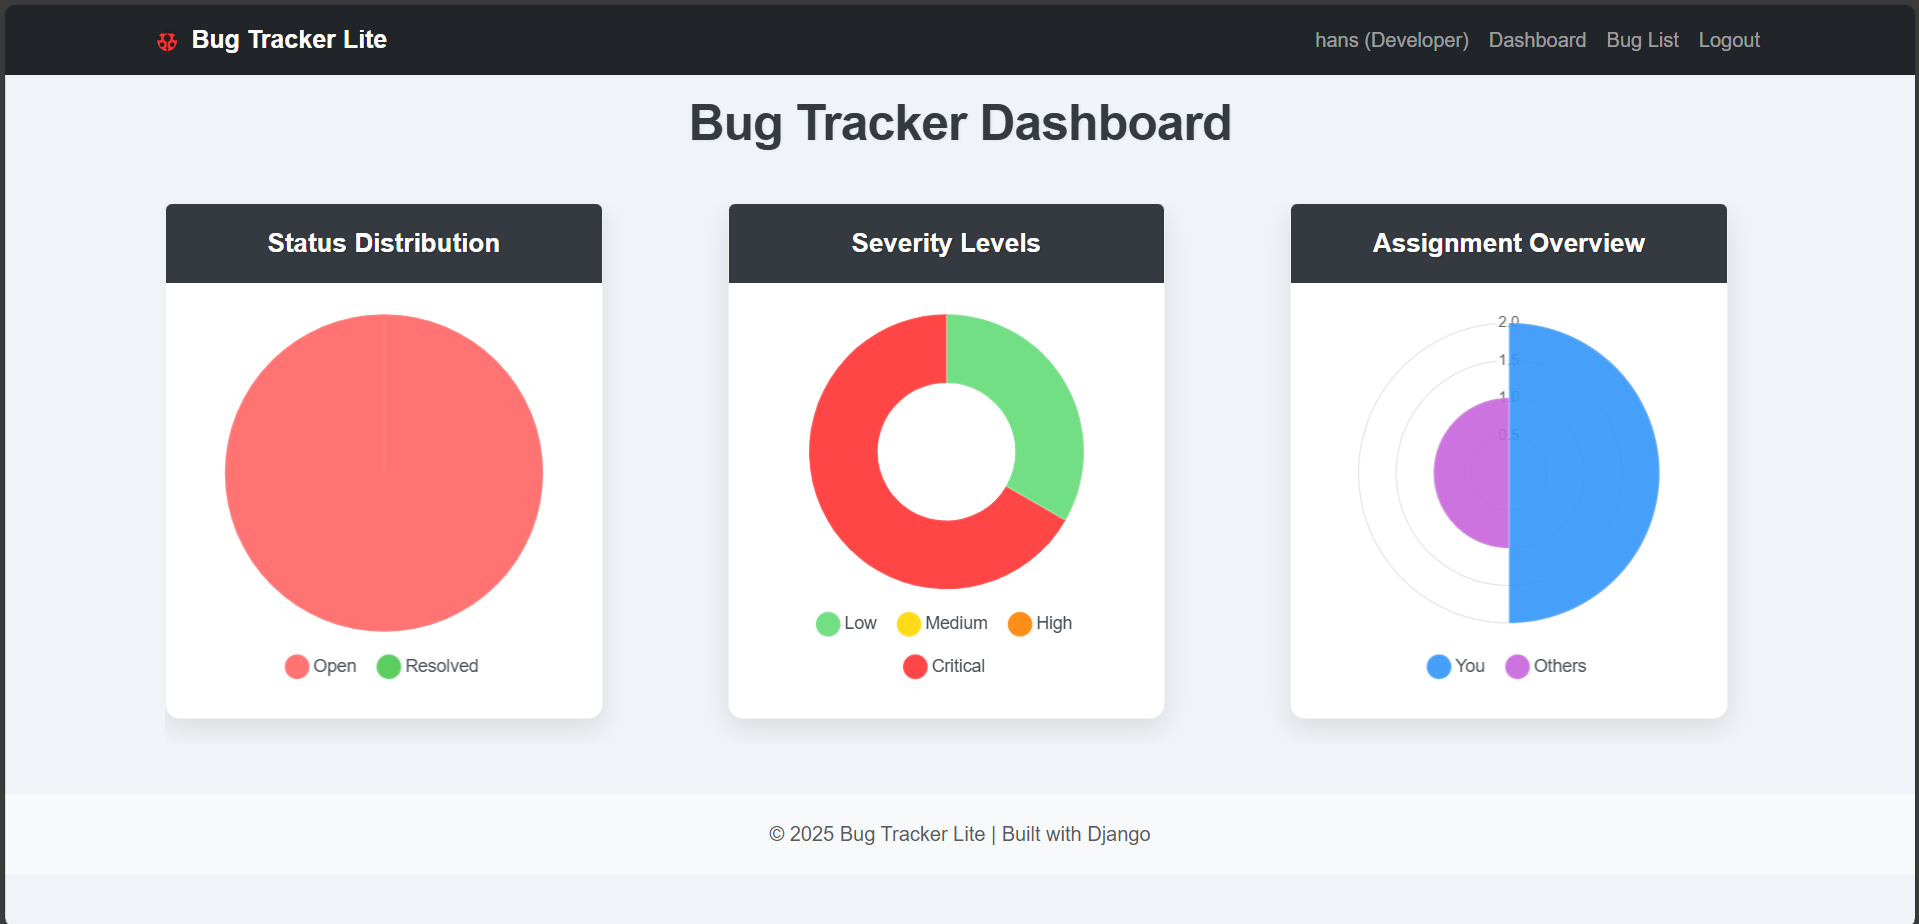 Bug Tracker Lite
hans (Developer) Dashboard Bug List Logout
Bug Tracker Dashboard
Status Distribution
Open Resolved
Severity Levels
Low Medium High
Critical
Assignment Overview
2.0
1.5
1.0
0.5
You Others
© 2025 Bug Tracker Lite | Built with Django